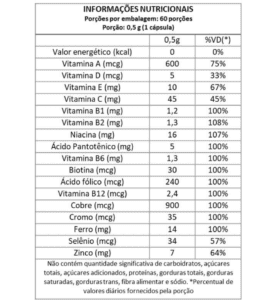 INFORMAÇÕES NUTRICIONAIS
Porções por embalagem: 60 porções
Porção: 0,5 g (1 cápsula)
0,5g %VD(*)
Valor energético (kcal) 0 0%
Vitamina A (mcg) 600 75%
Vitamina D (mcg) 5 33%
Vitamina E (mg) 10 67%
Vitamina C (mg) 45 45%
Vitamina B1 (mg) 1,2 100%
Vitamina B2 (mg) 1,3 108%
Niacina (mg) 16 107%
Ácido Pantotênico (mg) 5 100%
Vitamina B6 (mg) 1,3 100%
Biotina (mcg) 30 100%
Ácido fólico (mcg) 240 100%
Vitamina B12 (mcg) 2,4 100%
Cobre (mcg) 900 100%
Cromo (mcg) 35 100%
Ferro (mg) 14 100%
Selênio (mcg) 34 57%
Zinco (mg) 7 64%
Não contém quantidade significativa de carboidratos, açúcares
totais, açúcares adicionados, proteínas, gorduras totais, gorduras
saturadas, gorduras trans, fibra alimentar e sódio. *Percentual de
valores diários fornecidos pela porção